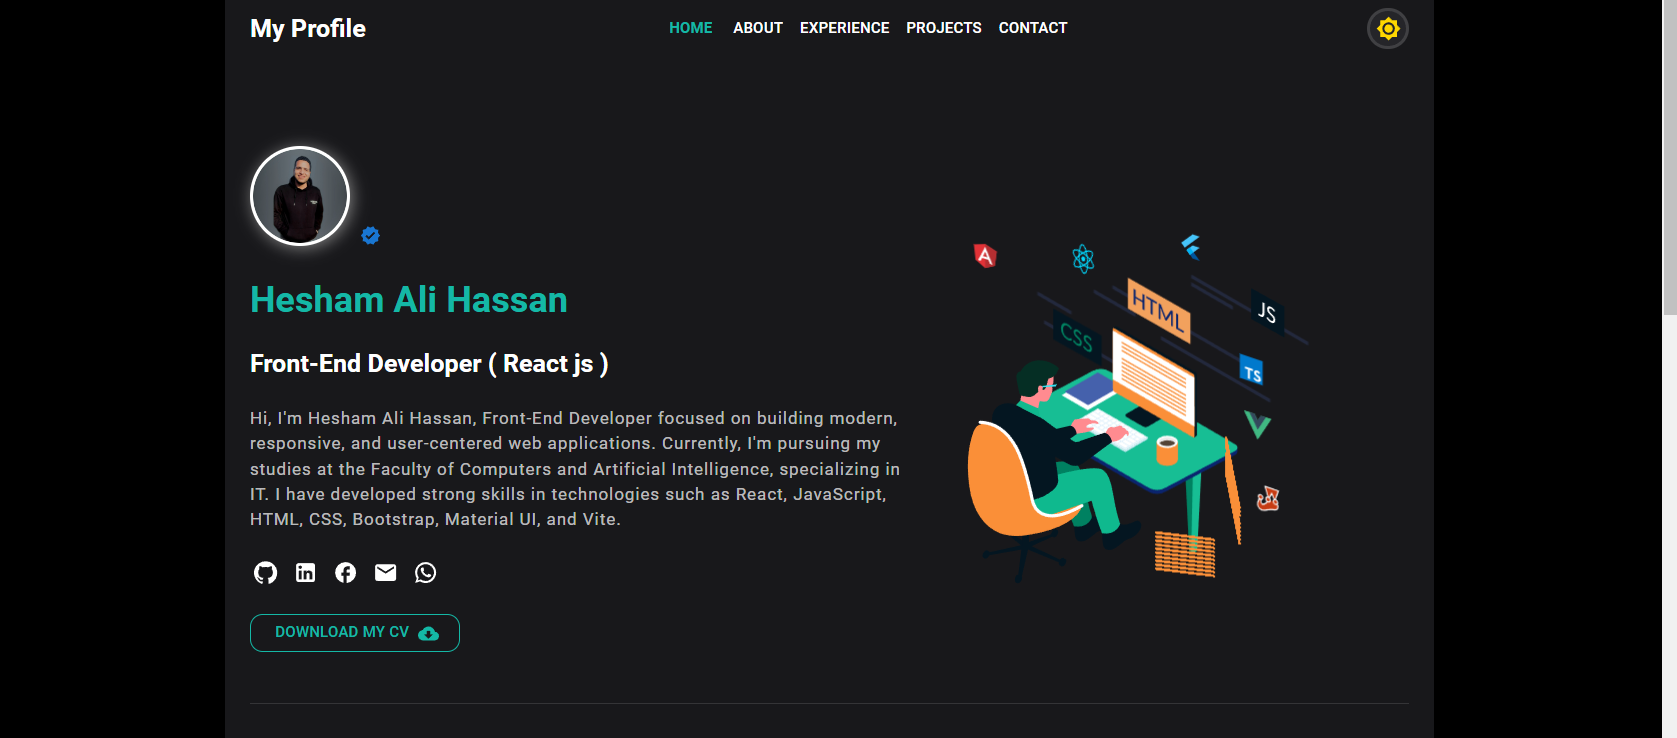 My Profile
HOME ABOUT EXPERIENCE PROJECTS CONTACT
Hesham Ali Hassan
Front-End Developer ( React js )
Hi, I'm Hesham Ali Hassan, Front-End Developer focused on building modern,
responsive, and user-centered web applications. Currently, I'm pursuing my
studies at the Faculty of Computers and Artificial Intelligence, specializing in
IT. I have developed strong skills in technologies such as React, JavaScript,
HTML, CSS, Bootstrap, Material UI, and Vite.
DOWNLOAD MY CV
A
HTML
JS
CSS
TS